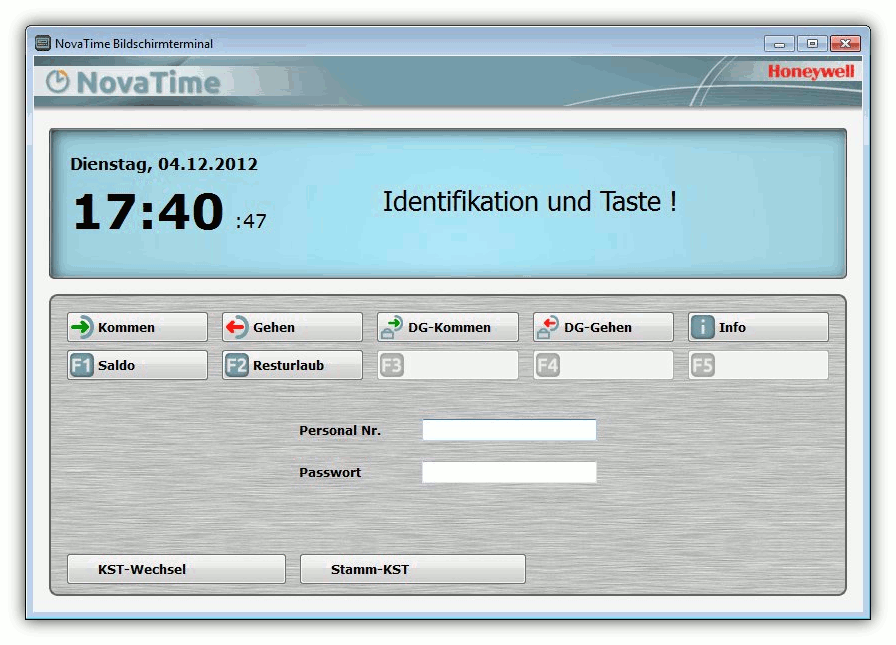 NovaTime Bildschirmterminal
NovaTime
Honeywell
Dienstag, 04.12.2012
17:40 :47
Identifikation und Taste !
Kommen Gehen DG-Kommen DG-Gehen i Info
F1 Saldo F2 Resturlaub F3 F4 F5
Personal Nr.
Passwort
KST-Wechsel Stamm-KST